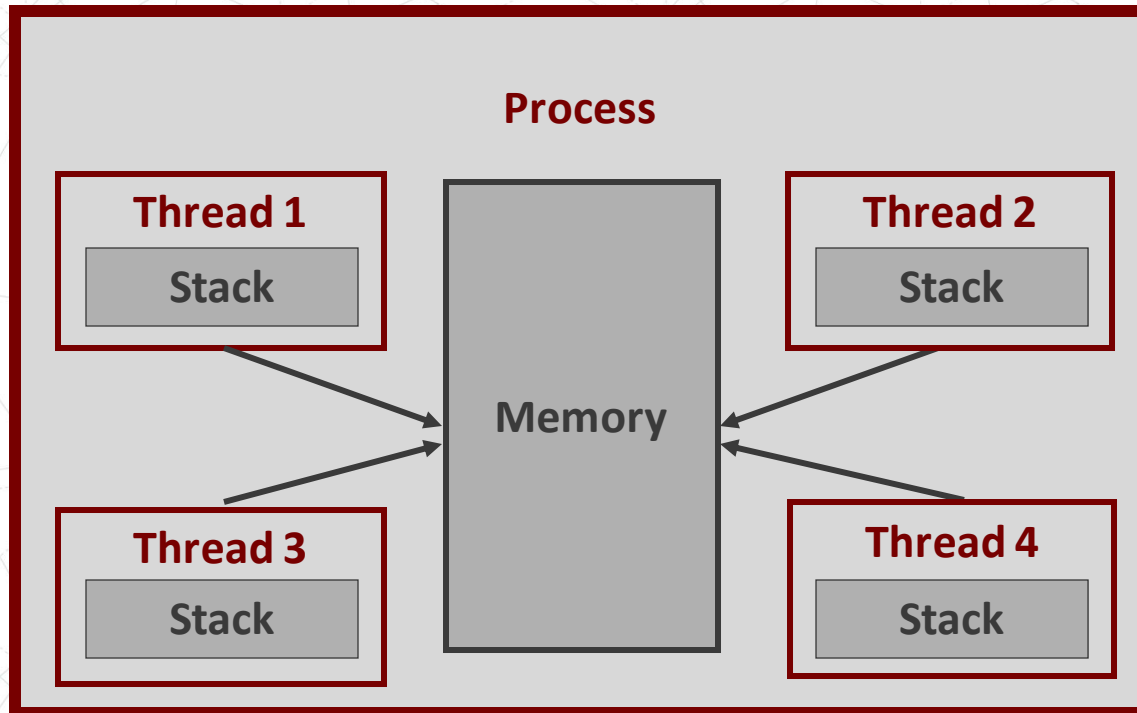 Process
Thread 1
Stack
Thread 2
Stack
Memory
Thread 3
Stack
Thread 4
Stack